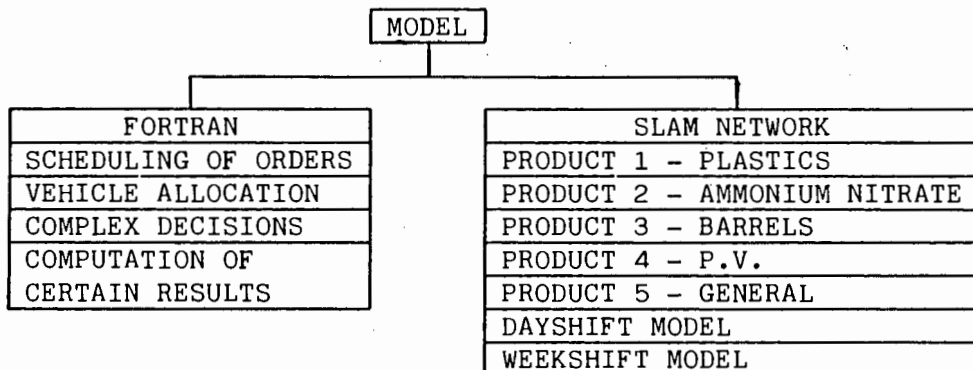 MODEL
FORTRAN
SCHEDULING OF ORDERS
VEHICLE ALLOCATION
COMPLEX DECISIONS
COMPUTATION OF
CERTAIN RESULTS
SLAM NETWORK
PRODUCT 1 - PLASTICS
PRODUCT 2 - AMMONIUM NITRATE
PRODUCT 3 - BARRELS
PRODUCT 4 - P.V.
PRODUCT 5 - GENERAL
DAYSHIFT MODEL
WEEKSHIFT MODEL